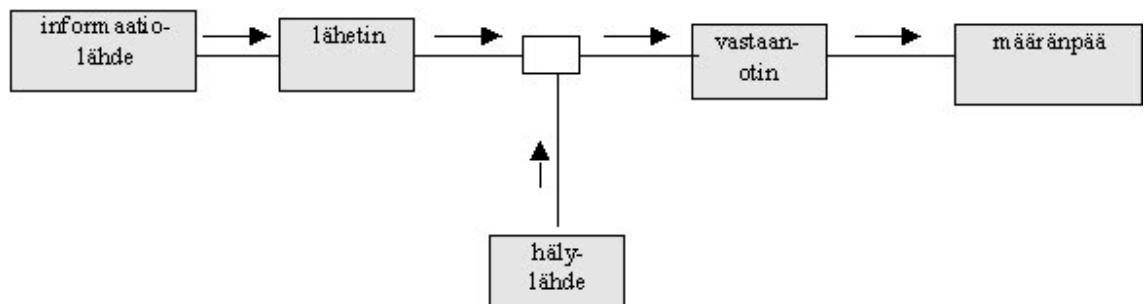 informaatio-
lähde
lähetin
vastaan-
otin
määränpää
häly-
lähde